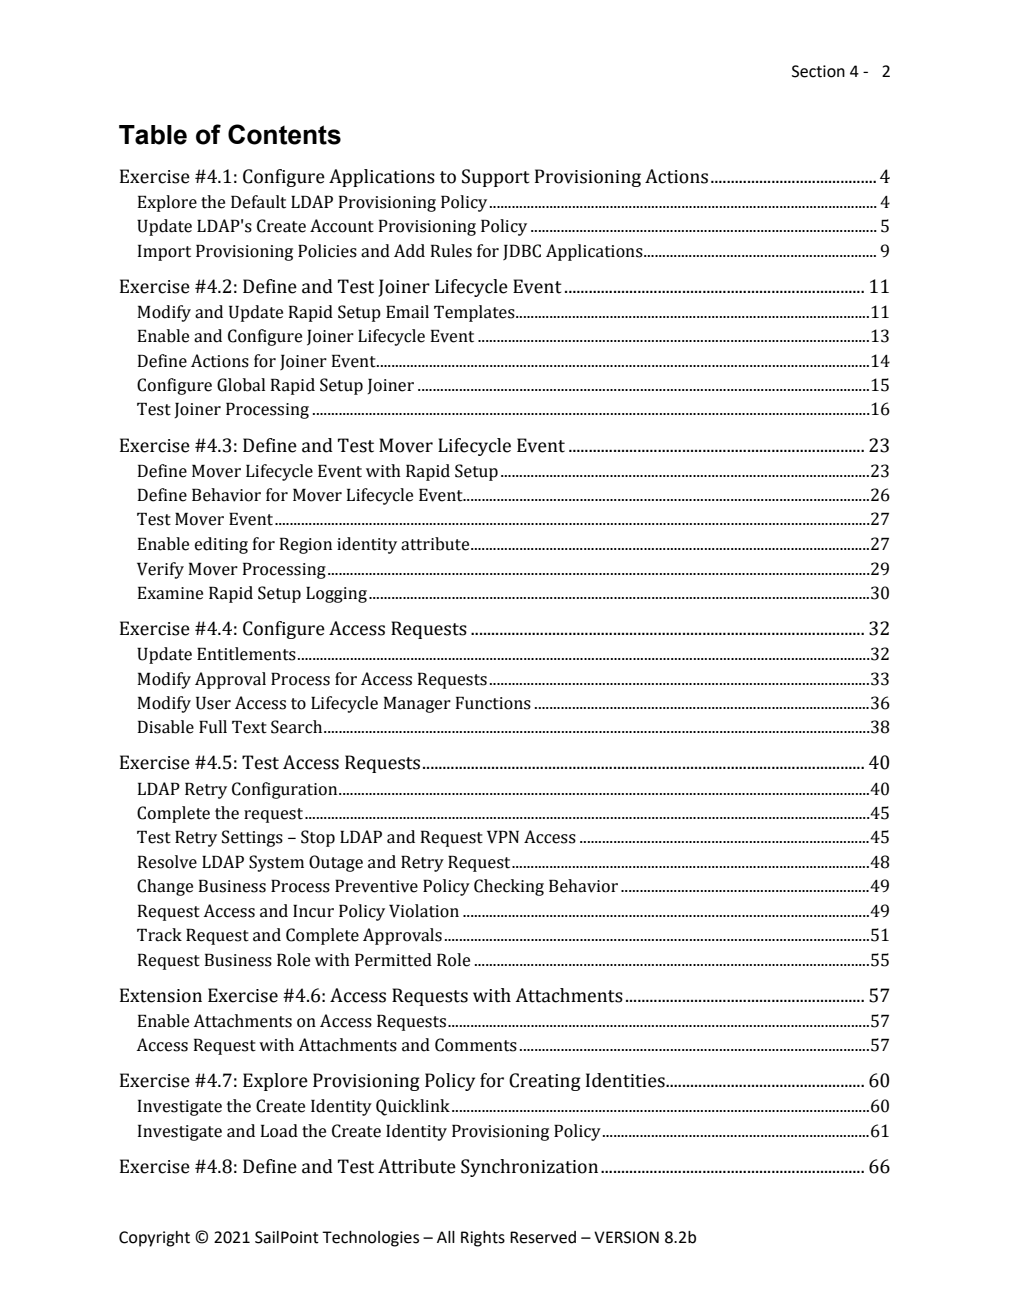 Section 4 - 2
Table of Contents
Exercise #4.1: Configure Applications to Support Provisioning Actions.......... 4
Explore the Default LDAP Provisioning Policy.......... 4
Update LDAP's Create Account Provisioning Policy.......... 5
Import Provisioning Policies and Add Rules for JDBC Applications.......... 9
Exercise #4.2: Define and Test Joiner Lifecycle Event.......... 11
Modify and Update Rapid Setup Email Templates..........11
Enable and Configure Joiner Lifecycle Event..........13
Define Actions for Joiner Event..........14
Configure Global Rapid Setup Joiner..........15
Test Joiner Processing..........16
Exercise #4.3: Define and Test Mover Lifecycle Event.......... 23
Define Mover Lifecycle Event with Rapid Setup..........23
Define Behavior for Mover Lifecycle Event..........26
Test Mover Event..........27
Enable editing for Region identity attribute..........27
Verify Mover Processing..........29
Examine Rapid Setup Logging..........30
Exercise #4.4: Configure Access Requests.......... 32
Update Entitlements..........32
Modify Approval Process for Access Requests..........33
Modify User Access to Lifecycle Manager Functions..........36
Disable Full Text Search..........38
Exercise #4.5: Test Access Requests.......... 40
LDAP Retry Configuration..........40
Complete the request..........45
Test Retry Settings – Stop LDAP and Request VPN Access..........45
Resolve LDAP System Outage and Retry Request..........48
Change Business Process Preventive Policy Checking Behavior..........49
Request Access and Incur Policy Violation..........49
Track Request and Complete Approvals..........51
Request Business Role with Permitted Role..........55
Extension Exercise #4.6: Access Requests with Attachments.......... 57
Enable Attachments on Access Requests..........57
Access Request with Attachments and Comments..........57
Exercise #4.7: Explore Provisioning Policy for Creating Identities.......... 60
Investigate the Create Identity Quicklink..........60
Investigate and Load the Create Identity Provisioning Policy..........61
Exercise #4.8: Define and Test Attribute Synchronization.......... 66
Copyright © 2021 SailPoint Technologies – All Rights Reserved – VERSION 8.2b